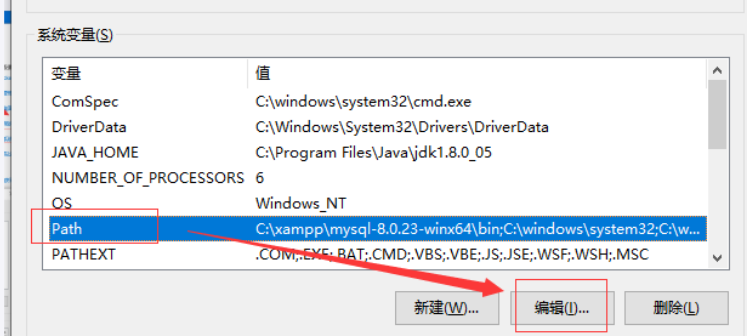 系统变量(S)
变量 值
ComSpec C:\windows\system32\cmd.exe
DriverData C:\Windows\System32\Drivers\DriverData
JAVA_HOME C:\Program Files\Java\jdk1.8.0_05
NUMBER_OF_PROCESSORS 6
OS Windows_NT
Path C:\xampp\mysql-8.0.23-winx64\bin;C:\windows\system32;C:\w...
PATHEXT .COM;.EXE;.BAT;.CMD;.VBS;.VBE;.JS;.JSE;.WSF;.WSH;.MSC
新建(W)... 编辑(I)... 删除(L)